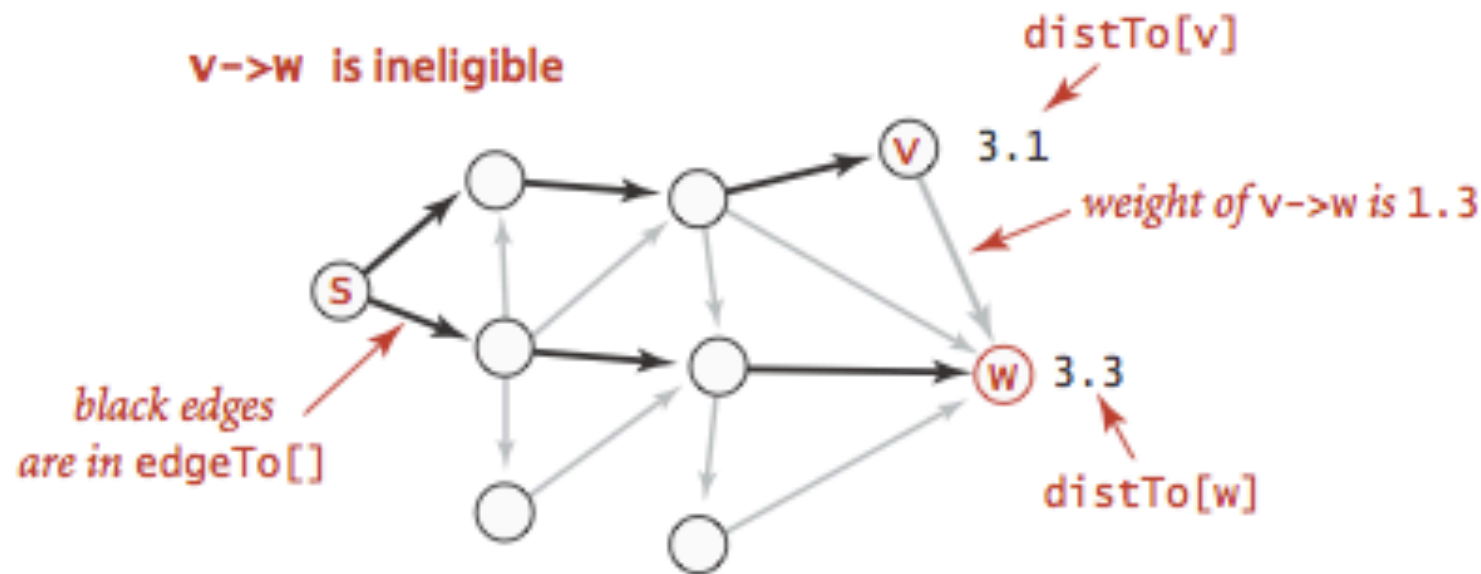 distTo[v]
v->w is ineligible
v 3.1
weight of v->w is 1.3
s
w 3.3
black edges
are in edgeTo[]
distTo[w]